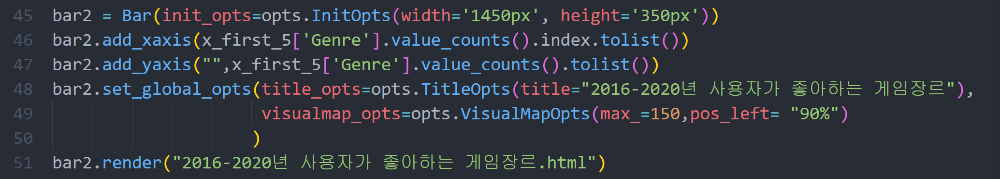 45 bar2 = Bar(init_opts=opts.InitOpts(width='1450px', height='350px'))
46 bar2.add_xaxis(x_first_5['Genre'].value_counts().index.tolist())
47 bar2.add_yaxis("",x_first_5['Genre'].value_counts().tolist())
48 bar2.set_global_opts(title_opts=opts.TitleOpts(title="2016-2020년 사용자가 좋아하는 게임장르"),
49                      visualmap_opts=opts.VisualMapOpts(max_=150,pos_left= "90%")
50                     )
51 bar2.render("2016-2020년 사용자가 좋아하는 게임장르.html")